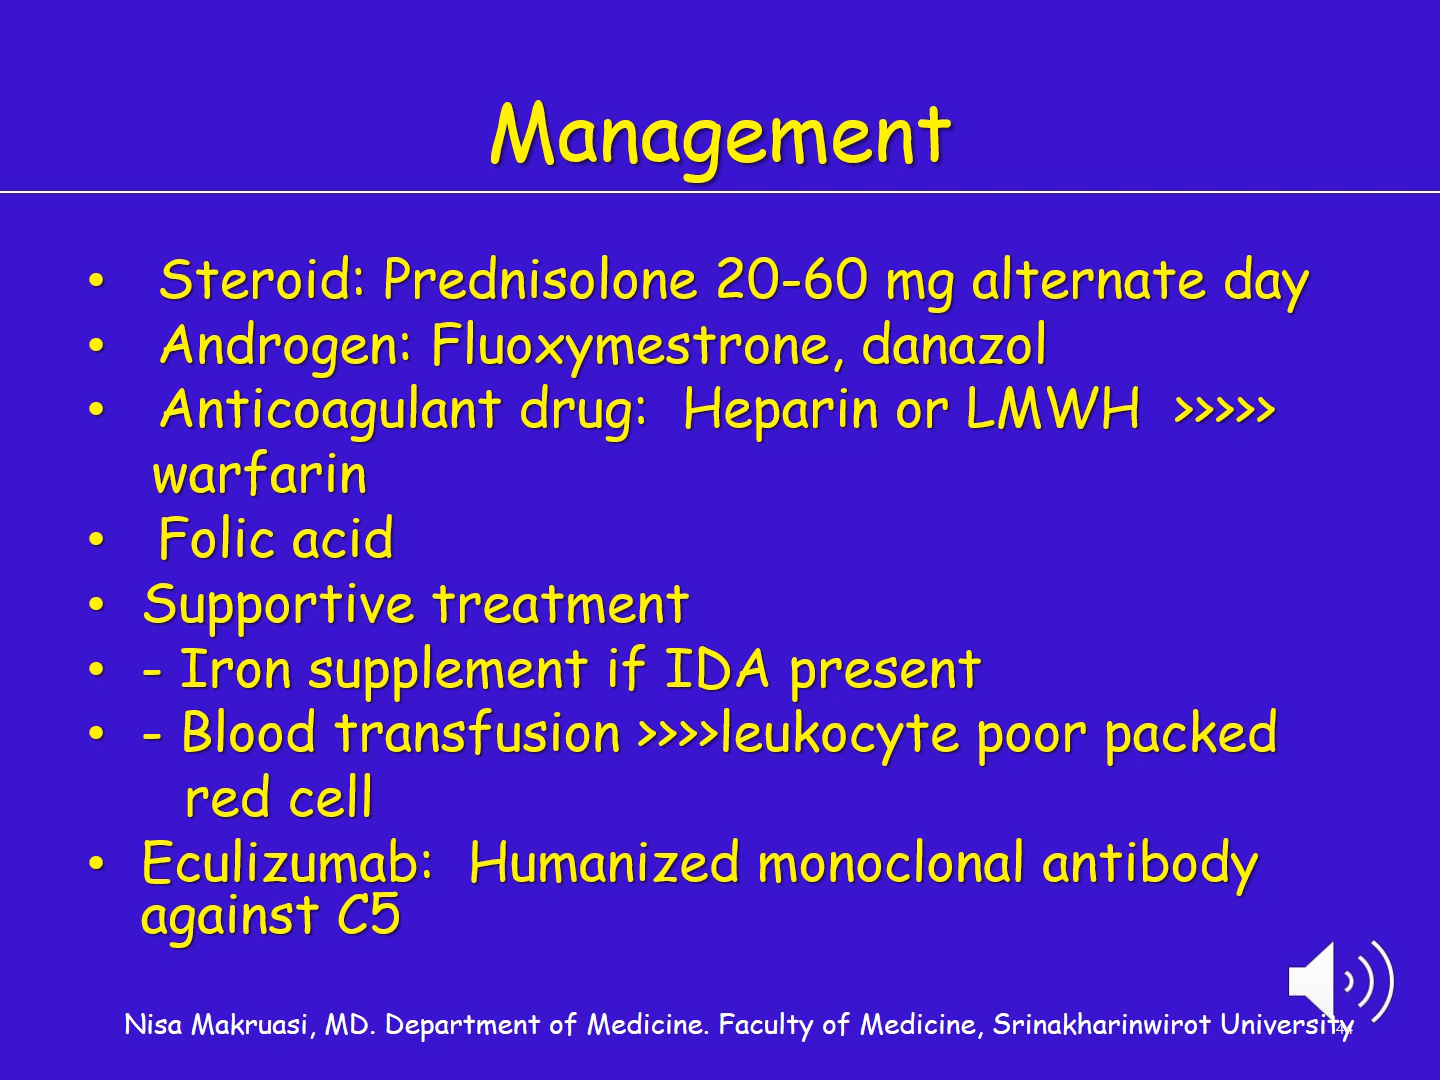 Management
• Steroid: Prednisolone 20-60 mg alternate day
• Androgen: Fluoxymestrone, danazol
• Anticoagulant drug: Heparin or LMWH >>>>>
warfarin
• Folic acid
• Supportive treatment
• - Iron supplement if IDA present
• - Blood transfusion >>>>leukocyte poor packed
red cell
• Eculizumab: Humanized monoclonal antibody
against C5
Nisa Makruasi, MD. Department of Medicine. Faculty of Medicine, Srinakharinwirot University
44